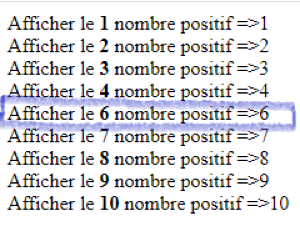 Afficher le 1 nombre positif =>1
Afficher le 2 nombre positif =>2
Afficher le 3 nombre positif =>3
Afficher le 4 nombre positif =>4
Afficher le 6 nombre positif =>6
Afficher le 7 nombre positif =>7
Afficher le 8 nombre positif =>8
Afficher le 9 nombre positif =>9
Afficher le 10 nombre positif =>10